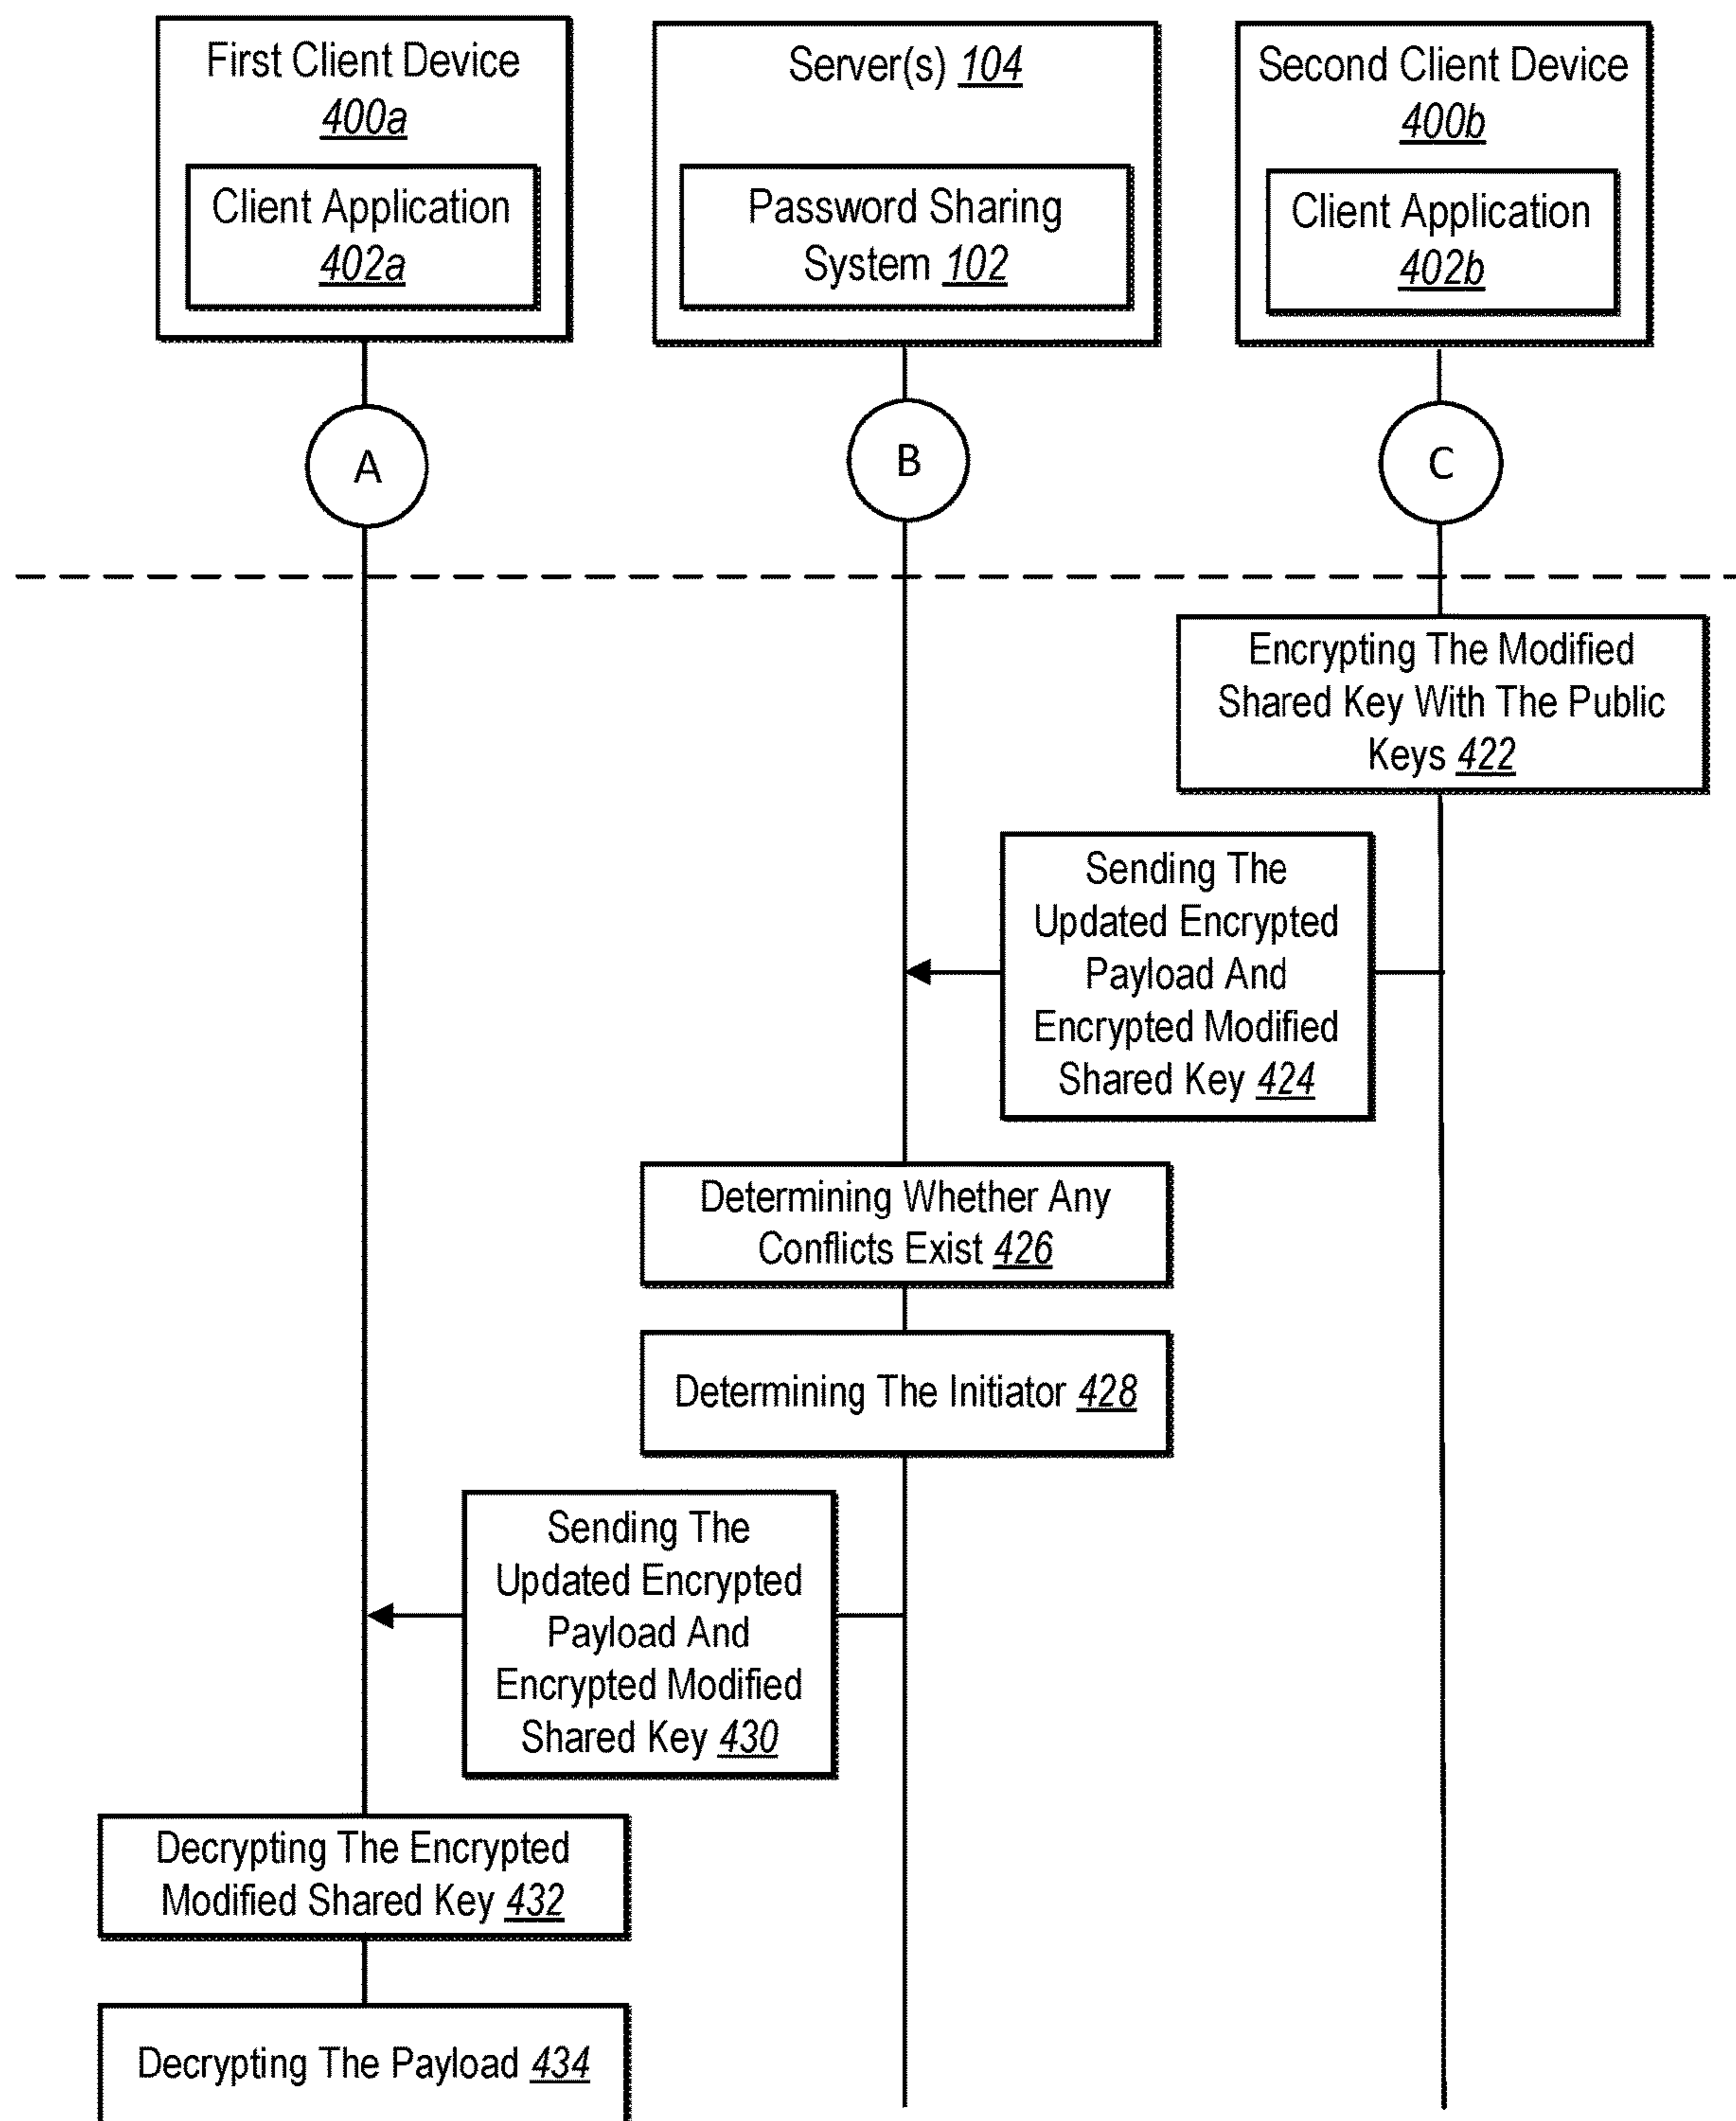 First Client Device
400a
Client Application
402a
Server(s) 104
Password Sharing
System 102
Second Client Device
400b
Client Application
402b
A
B
C
Encrypting The Modified
Shared Key With The Public
Keys 422
Sending The
Updated Encrypted
Payload And
Encrypted Modified
Shared Key 424
Determining Whether Any
Conflicts Exist 426
Determining The Initiator 428
Sending The
Updated Encrypted
Payload And
Encrypted Modified
Shared Key 430
Decrypting The Encrypted
Modified Shared Key 432
Decrypting The Payload 434